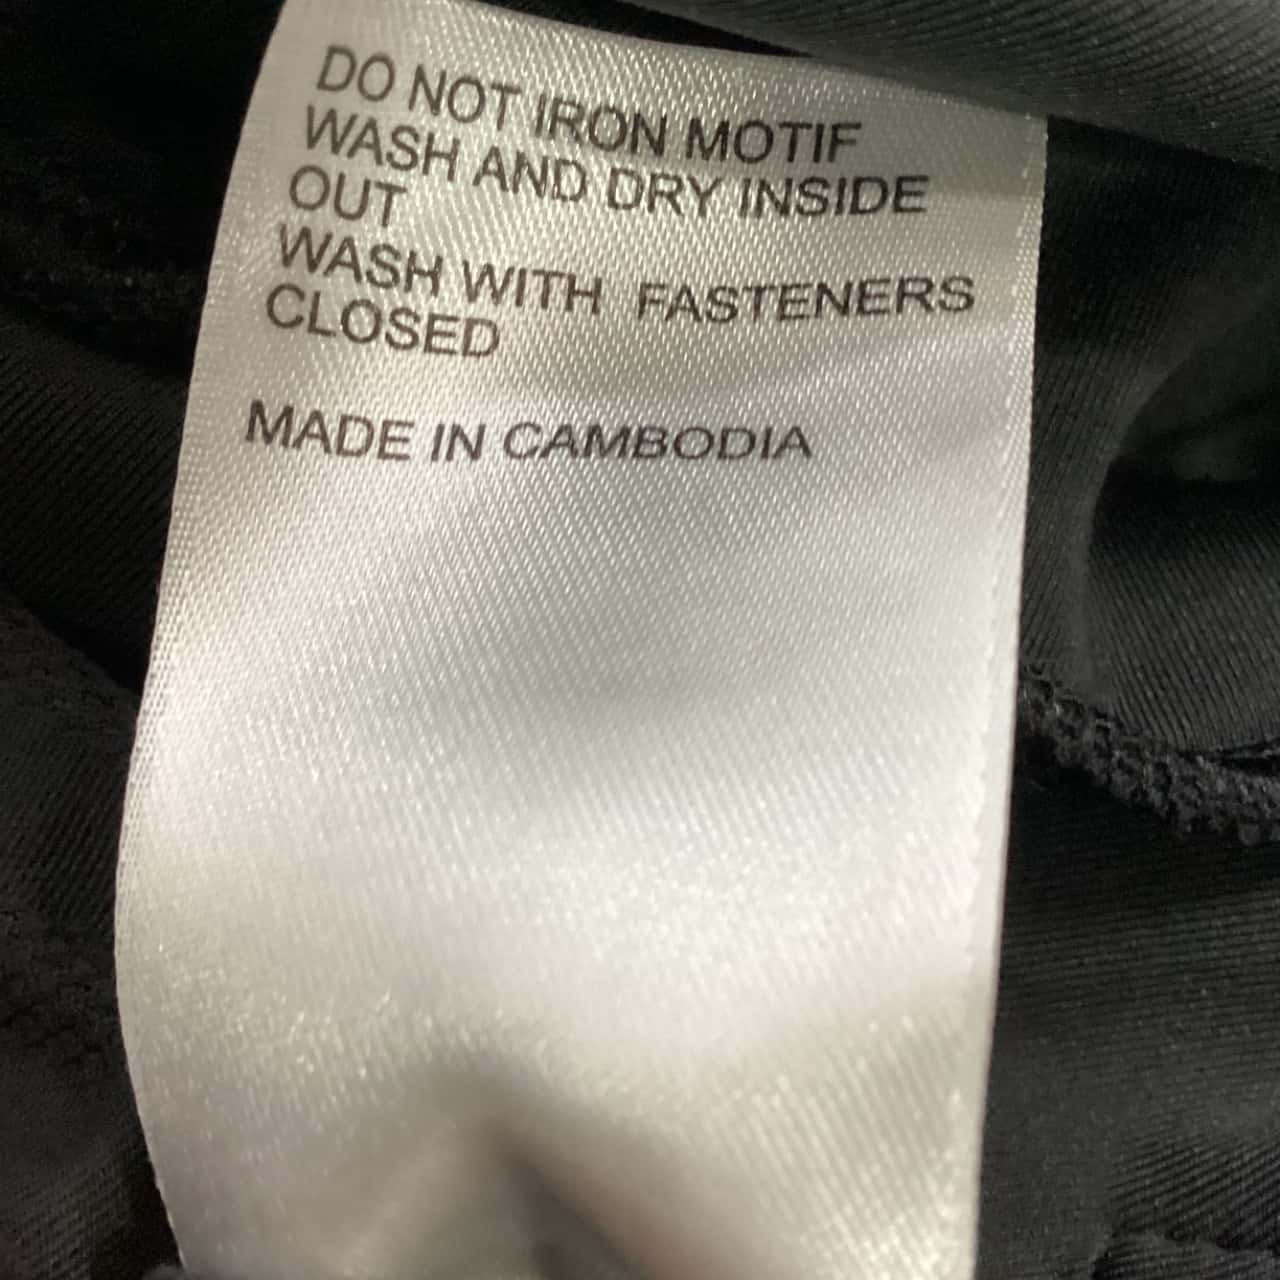 DO NOT IRON MOTIF
WASH AND DRY INSIDE
OUT
WASH WITH FASTENERS
CLOSED
MADE IN CAMBODIA